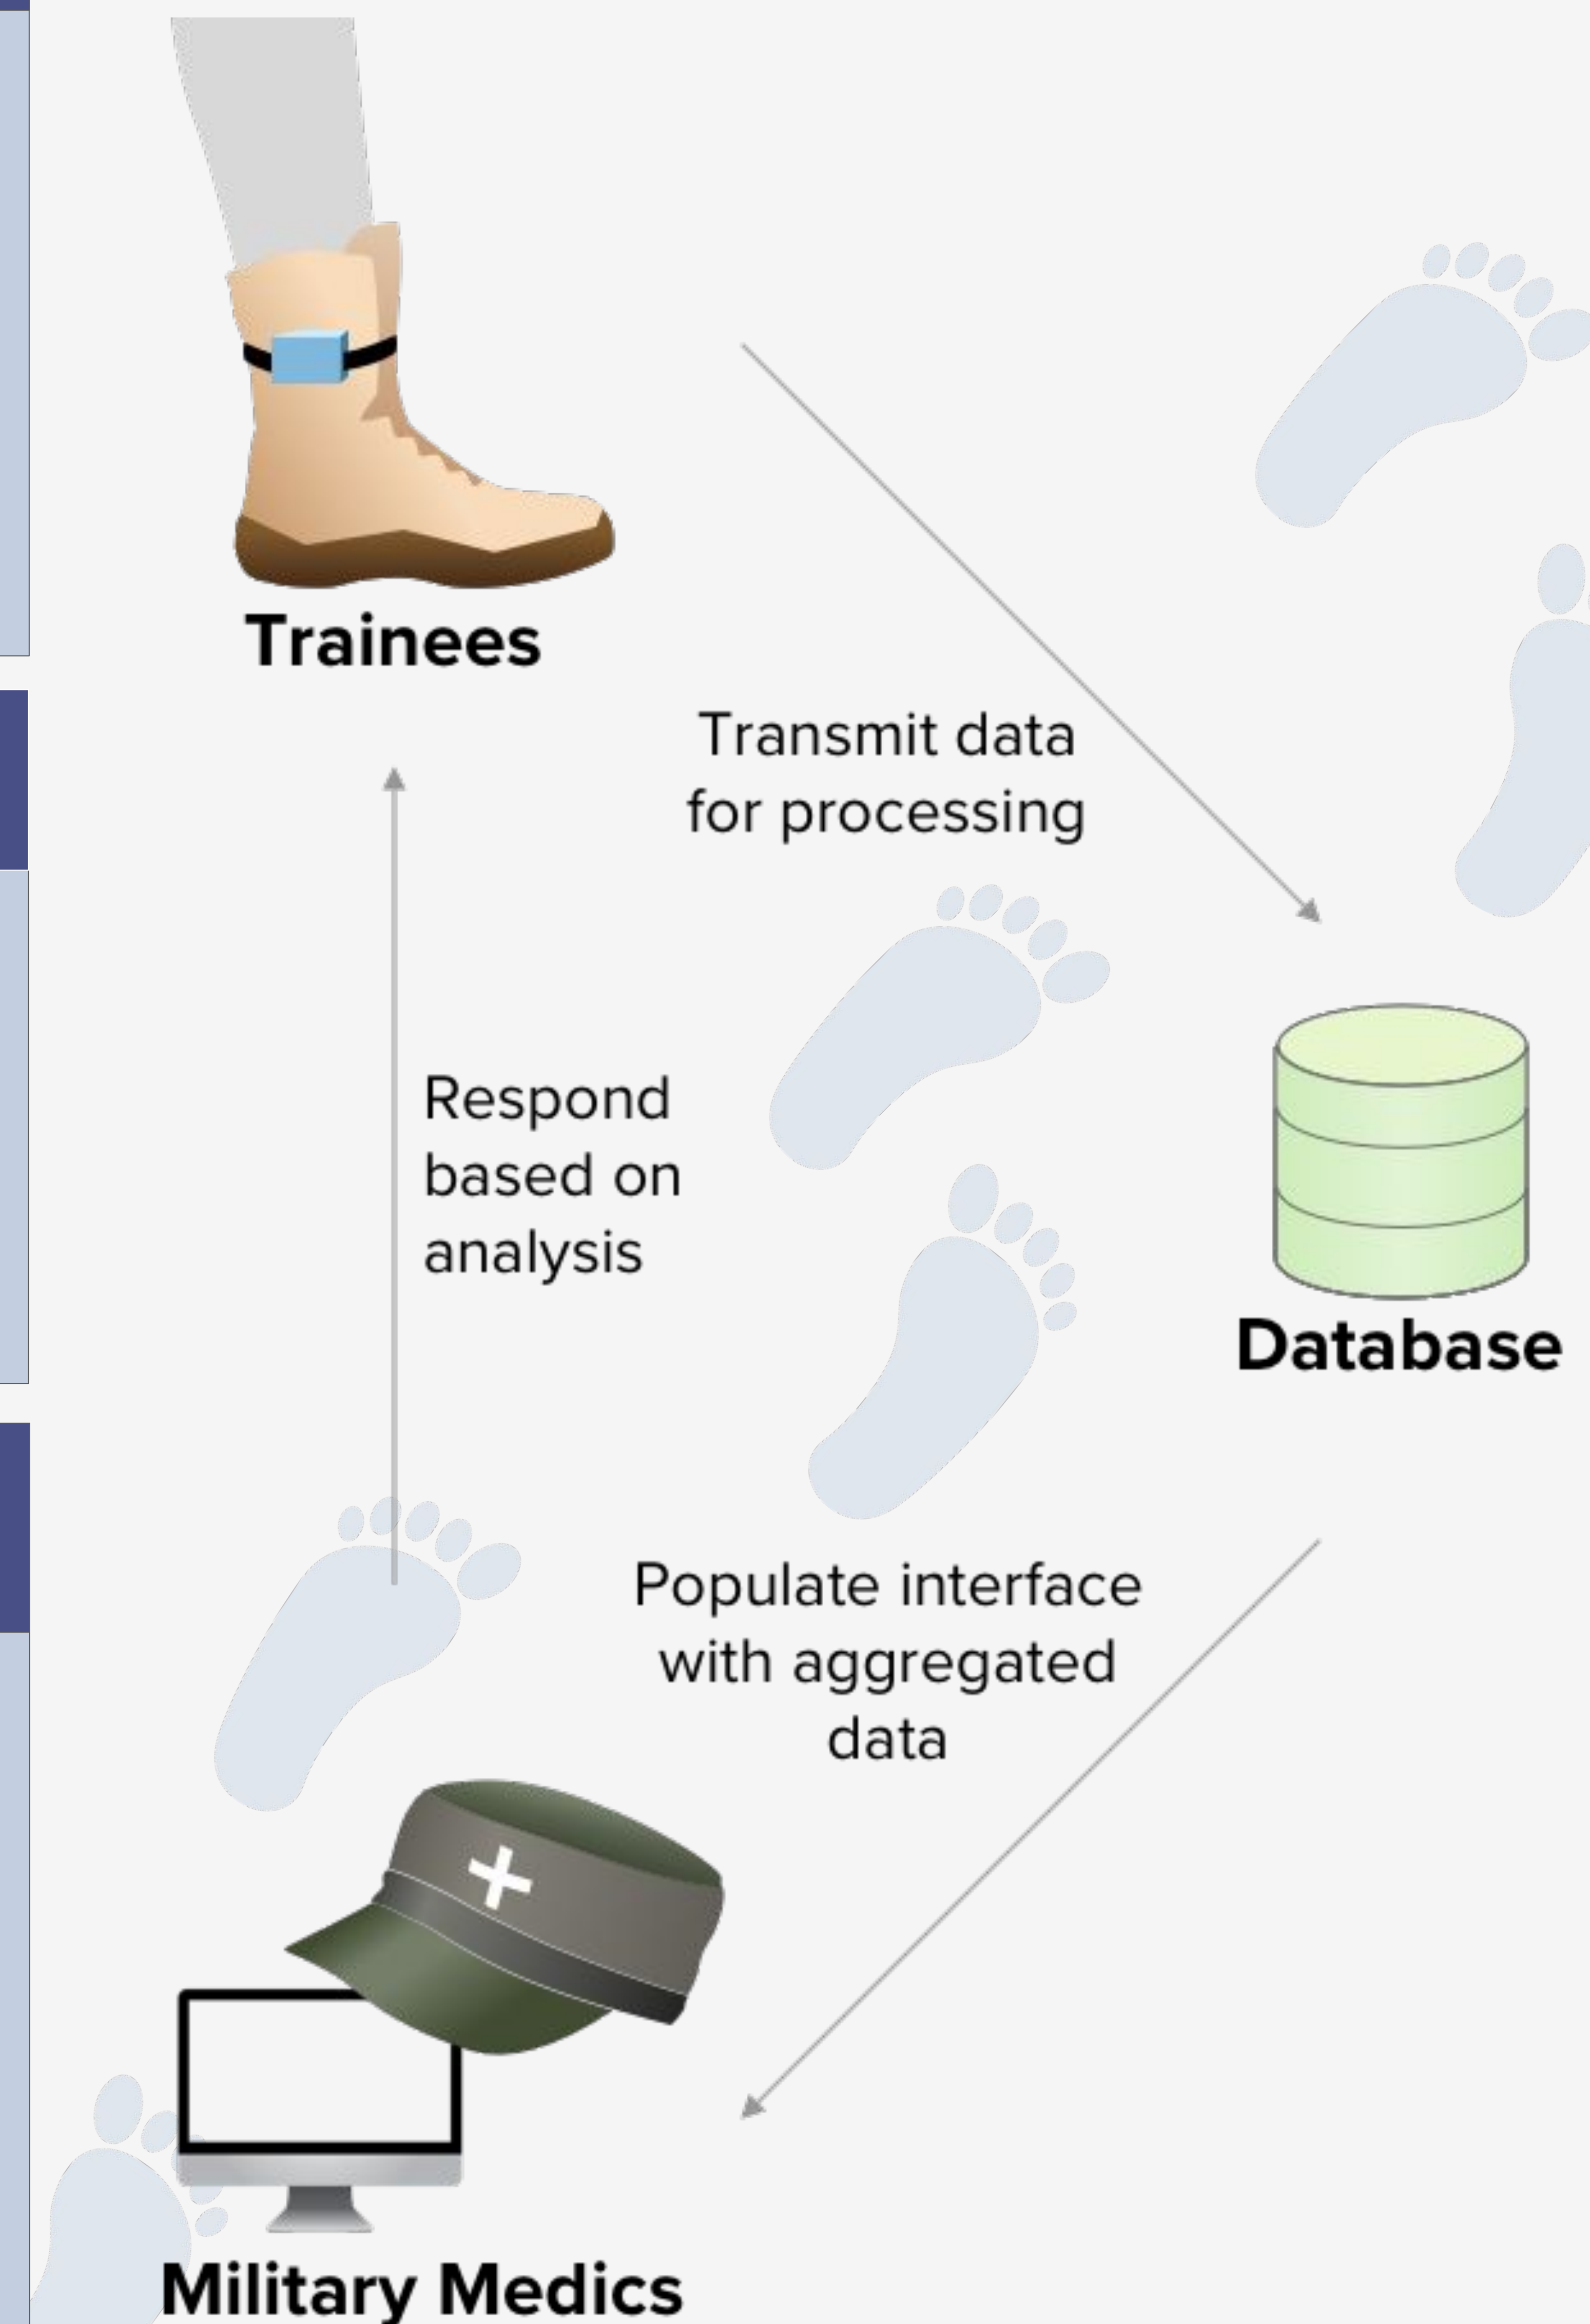 Trainees
Transmit data
for processing
Respond
based on
analysis
Database
Populate interface
with aggregated
data
Military Medics